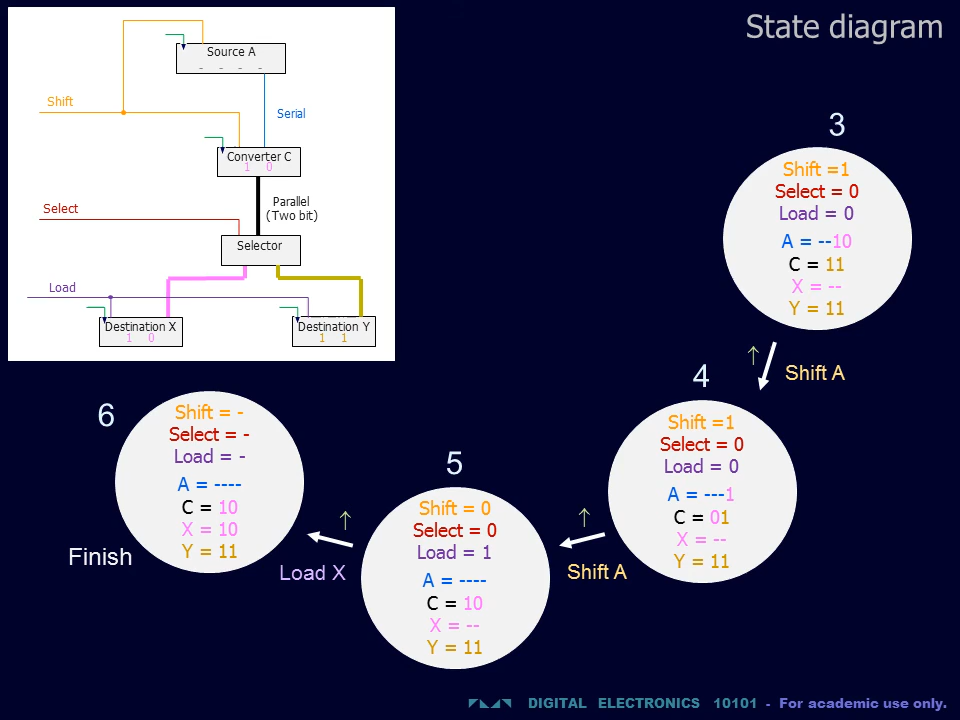 State diagram
Source A
- - - -
Shift
Serial
Converter C
1 0
Parallel
(Two bit)
Select
Selector
Load
Destination X
1 0
Destination Y
1 1
3
Shift =1
Select = 0
Load = 0
A = --10
C = 11
X = --
Y = 11
↑
Shift A
4
Shift =1
Select = 0
Load = 0
A = ---1
C = 01
X = --
Y = 11
↑
Shift A
5
Shift = 0
Select = 0
Load = 1
A = ----
C = 10
X = --
Y = 11
↑
Load X
6
Shift = -
Select = -
Load = -
A = ----
C = 10
X = 10
Y = 11
Finish
DIGITAL ELECTRONICS 10101 - For academic use only.